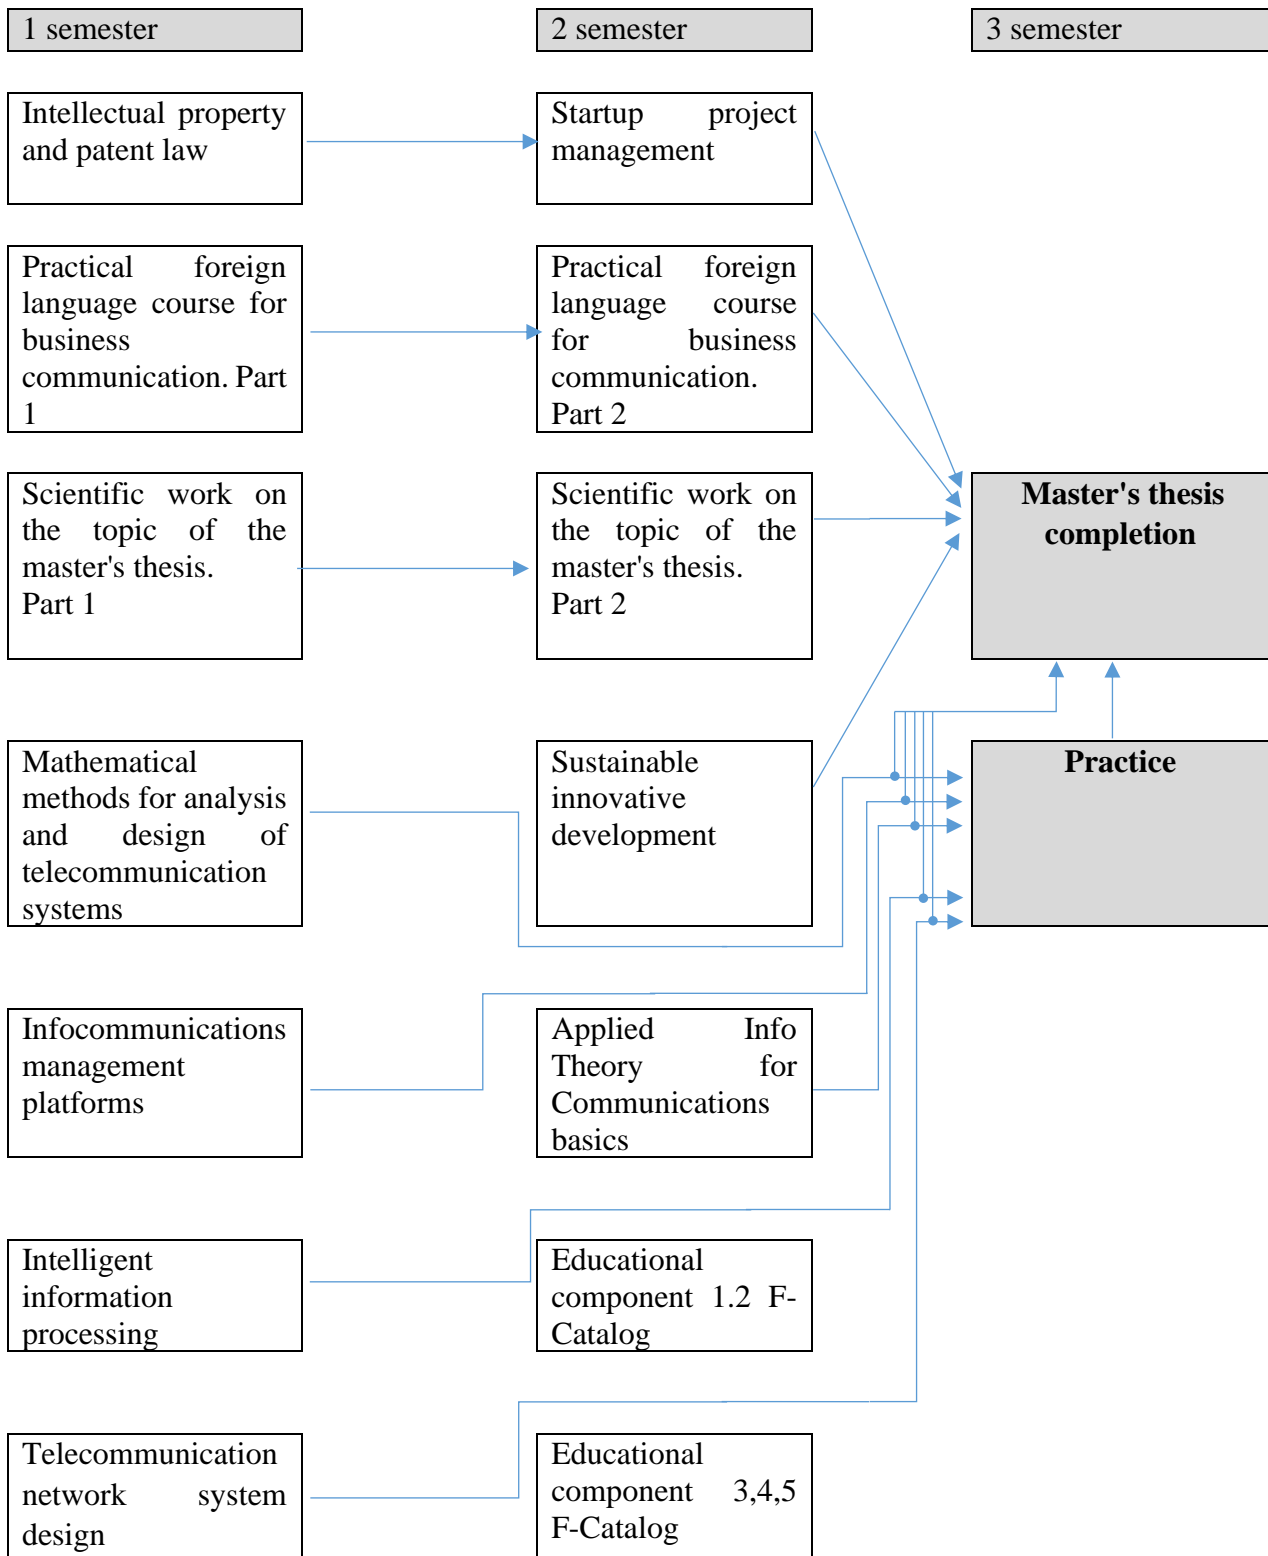 1 semester
2 semester
3 semester
Intellectual property
and patent law
Startup project
management
Practical foreign
language course for
business
communication. Part
1
Practical foreign
language course
for business
communication.
Part 2
Scientific work on
the topic of the
master's thesis.
Part 1
Scientific work on
the topic of the
master's thesis.
Part 2
Master's thesis
completion
Mathematical
methods for analysis
and design of
telecommunication
systems
Sustainable
innovative
development
Practice
Infocommunications
management
platforms
Applied Info
Theory for
Communications
basics
Intelligent
information
processing
Educational
component 1.2 F-
Catalog
Telecommunication
network system
design
Educational
component 3,4,5
F-Catalog